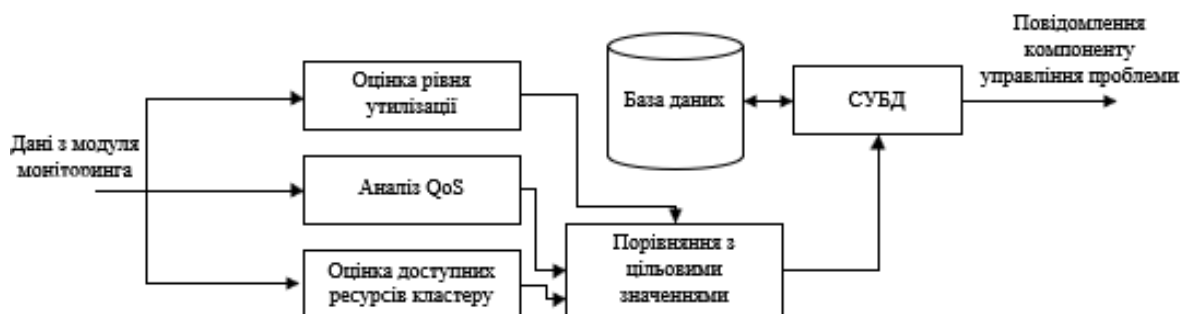 Повідомлення
компоненту
управління проблеми
Оцінка рівня
утилізації
База даних
СУБД
Дані з модуля
моніторинга
Аналіз QoS
Порівняння з
цільовими
значеннями
Оцінка доступних
ресурсів кластеру